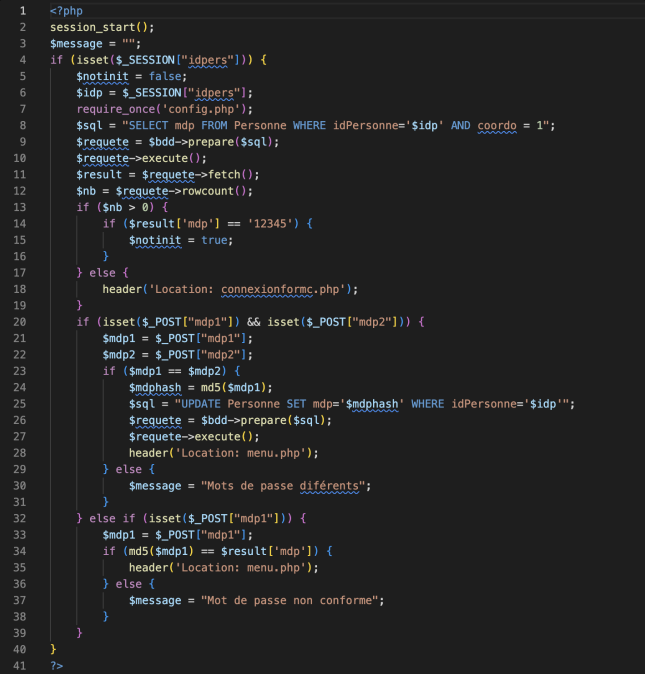 1 <?php
2 session_start();
3 $message = "";
4 if (isset($_SESSION["idpers"])) {
5     $notinit = false;
6     $idp = $_SESSION["idpers"];
7     require_once('config.php');
8     $sql = "SELECT mdp FROM Personne WHERE idPersonne='$idp' AND coordo = 1";
9     $requete = $bdd->prepare($sql);
10     $requete->execute();
11     $result = $requete->fetch();
12     $nb = $requete->rowcount();
13     if ($nb > 0) {
14         if ($result['mdp'] == '12345') {
15             $notinit = true;
16         }
17     } else {
18         header('Location: connexionformc.php');
19     }
20     if (isset($_POST["mdp1"]) && isset($_POST["mdp2"])) {
21         $mdp1 = $_POST["mdp1"];
22         $mdp2 = $_POST["mdp2"];
23         if ($mdp1 == $mdp2) {
24             $mdphash = md5($mdp1);
25             $sql = "UPDATE Personne SET mdp='$mdphash' WHERE idPersonne='$idp'";
26             $requete = $bdd->prepare($sql);
27             $requete->execute();
28             header('Location: menu.php');
29         } else {
30             $message = "Mots de passe diférents";
31         }
32     } else if (isset($_POST["mdp1"])) {
33         $mdp1 = $_POST["mdp1"];
34         if (md5($mdp1) == $result['mdp']) {
35             header('Location: menu.php');
36         } else {
37             $message = "Mot de passe non conforme";
38         }
39     }
40 }
41 ?>